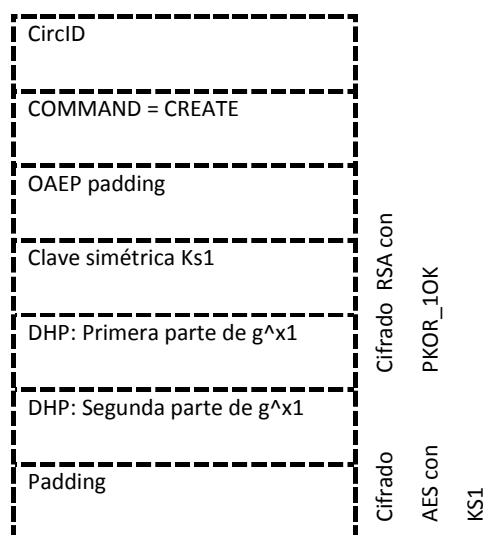 CircID
COMMAND = CREATE
OAEP padding
Clave simétrica Ks1
DHP: Primera parte de g^x1
DHP: Segunda parte de g^x1
Padding
Cifrado RSA con
PKOR_1OK
Cifrado
AES con
KS1